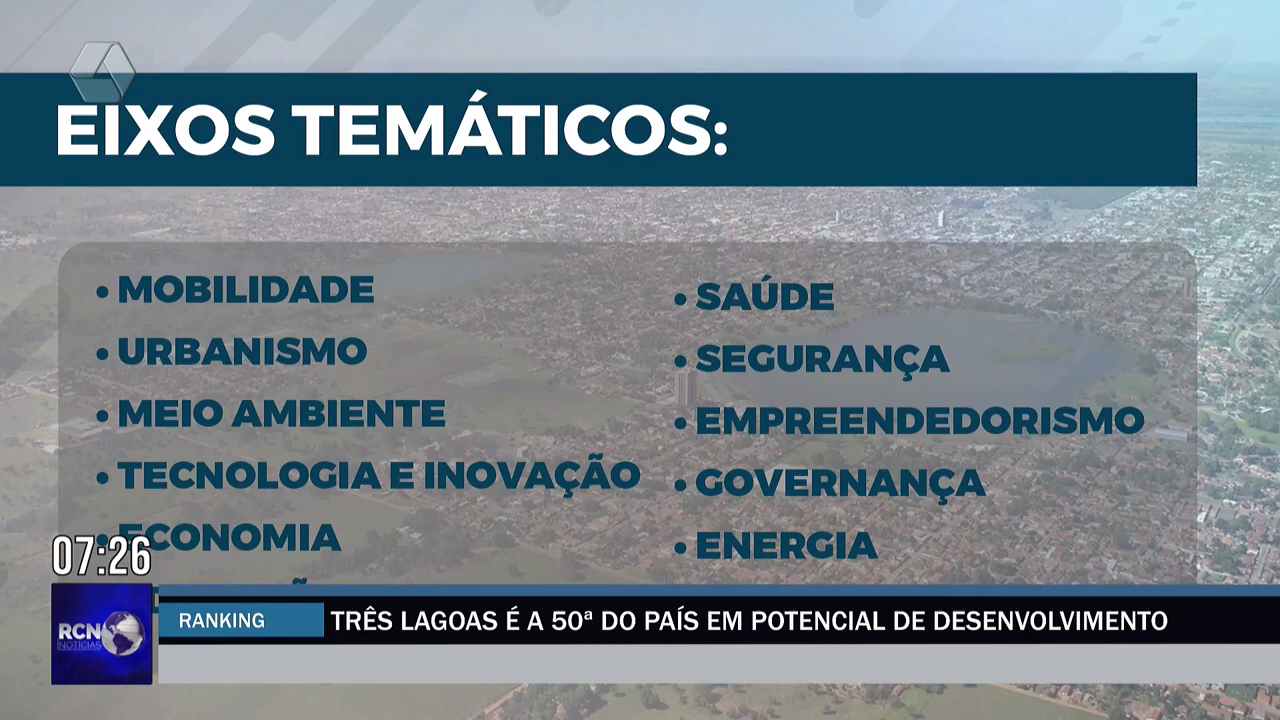 EIXOS TEMÁTICOS:
• MOBILIDADE
• URBANISMO
• MEIO AMBIENTE
• TECNOLOGIA E INOVAÇÃO
• ECONOMIA
• SAÚDE
• SEGURANÇA
• EMPREENDEDORISMO
• GOVERNANÇA
• ENERGIA
07:26
RCN
NOTÍCIAS
RANKING
TRÊS LAGOAS É A 50ª DO PAÍS EM POTENCIAL DE DESENVOLVIMENTO